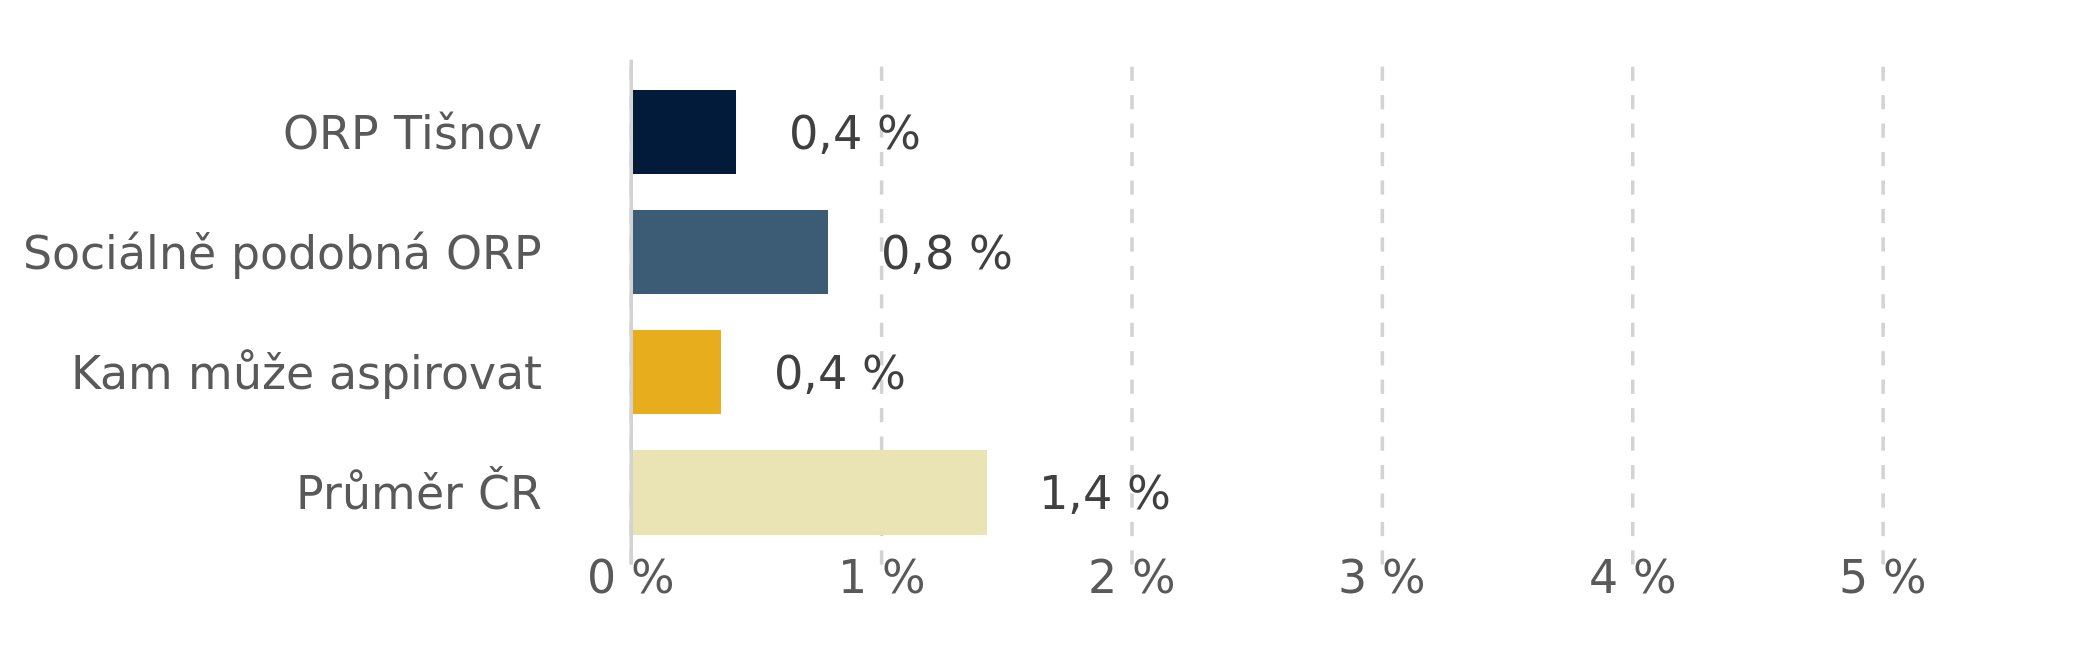 ORP Tišnov 0,4 %
Sociálně podobná ORP 0,8 %
Kam může aspirovat 0,4 %
Průměr ČR 1,4 %
0 % 1 % 2 % 3 % 4 % 5 %